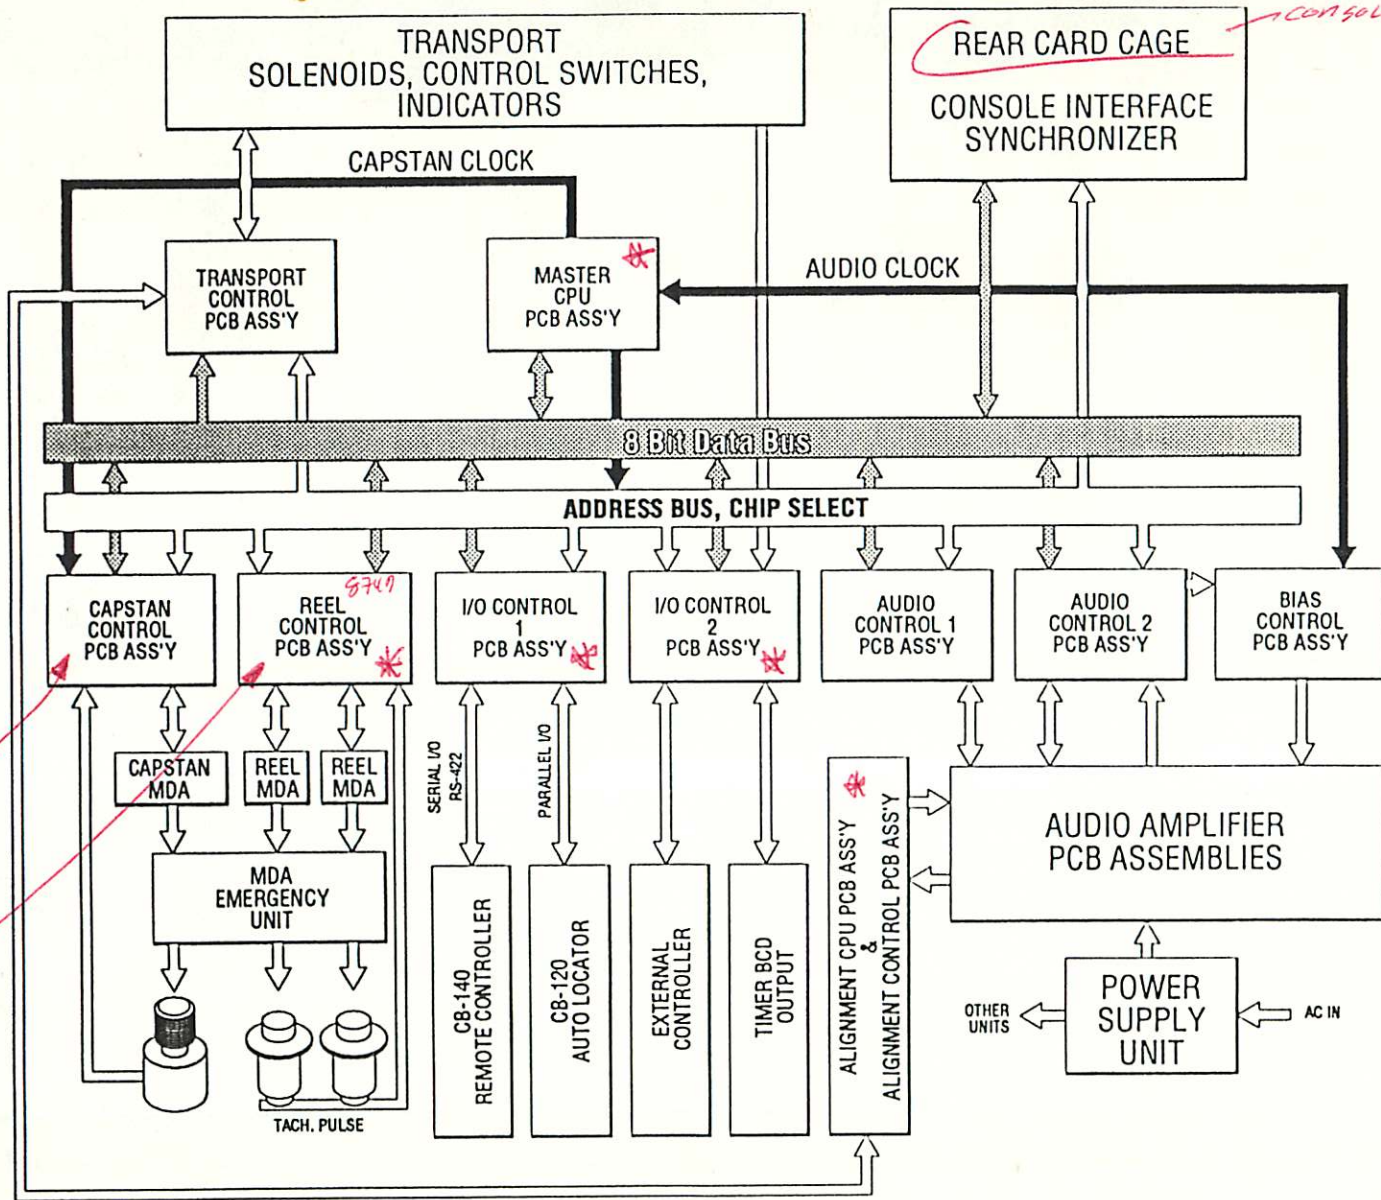 TRANSPORT
SOLENOIDS, CONTROL SWITCHES,
INDICATORS
REAR CARD CAGE
CONSOLE INTERFACE
SYNCHRONIZER
CAPSTAN CLOCK
TRANSPORT
CONTROL
PCB ASS'Y
MASTER
CPU
PCB ASS'Y
AUDIO CLOCK
8 Bit Data Bus
ADDRESS BUS, CHIP SELECT
CAPSTAN
CONTROL
PCB ASS'Y
REEL
CONTROL
PCB ASS'Y
I/O CONTROL
1
PCB ASS'Y
I/O CONTROL
2
PCB ASS'Y
AUDIO
CONTROL 1
PCB ASS'Y
AUDIO
CONTROL 2
PCB ASS'Y
BIAS
CONTROL
PCB ASS'Y
CAPSTAN
MDA
REEL
MDA
REEL
MDA
SERIAL I/O
RS-422
PARALLEL I/O
MDA
EMERGENCY
UNIT
CB-140
REMOTE CONTROLLER
CB-120
AUTO LOCATOR
EXTERNAL
CONTROLLER
TIMER BCD
OUTPUT
ALIGNMENT CPU PCB ASS'Y
&
ALIGNMENT CONTROL PCB ASS'Y
AUDIO AMPLIFIER
PCB ASSEMBLIES
OTHER
UNITS
POWER
SUPPLY
UNIT
AC IN
TACH. PULSE